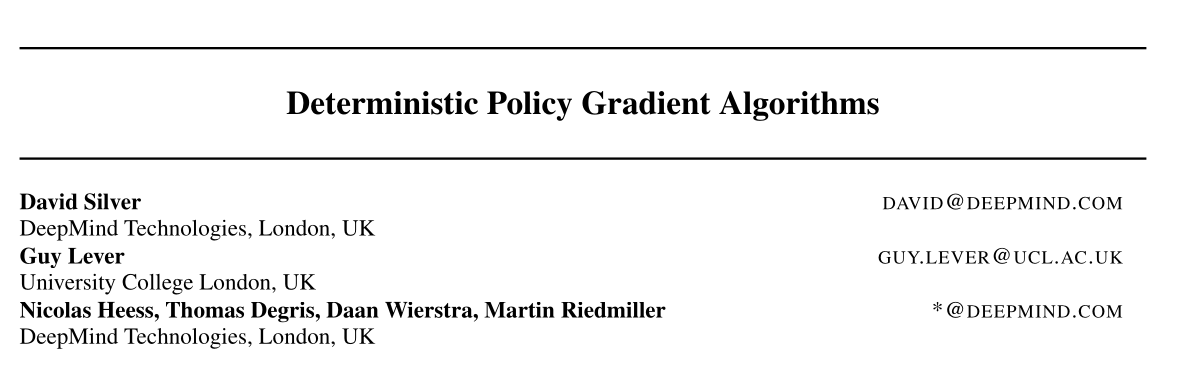 Deterministic Policy Gradient Algorithms
David Silver DAVID@DEEPMIND.COM
DeepMind Technologies, London, UK
Guy Lever GUY.LEVER@UCL.AC.UK
University College London, UK
Nicolas Heess, Thomas Degris, Daan Wierstra, Martin Riedmiller *@DEEPMIND.COM
DeepMind Technologies, London, UK